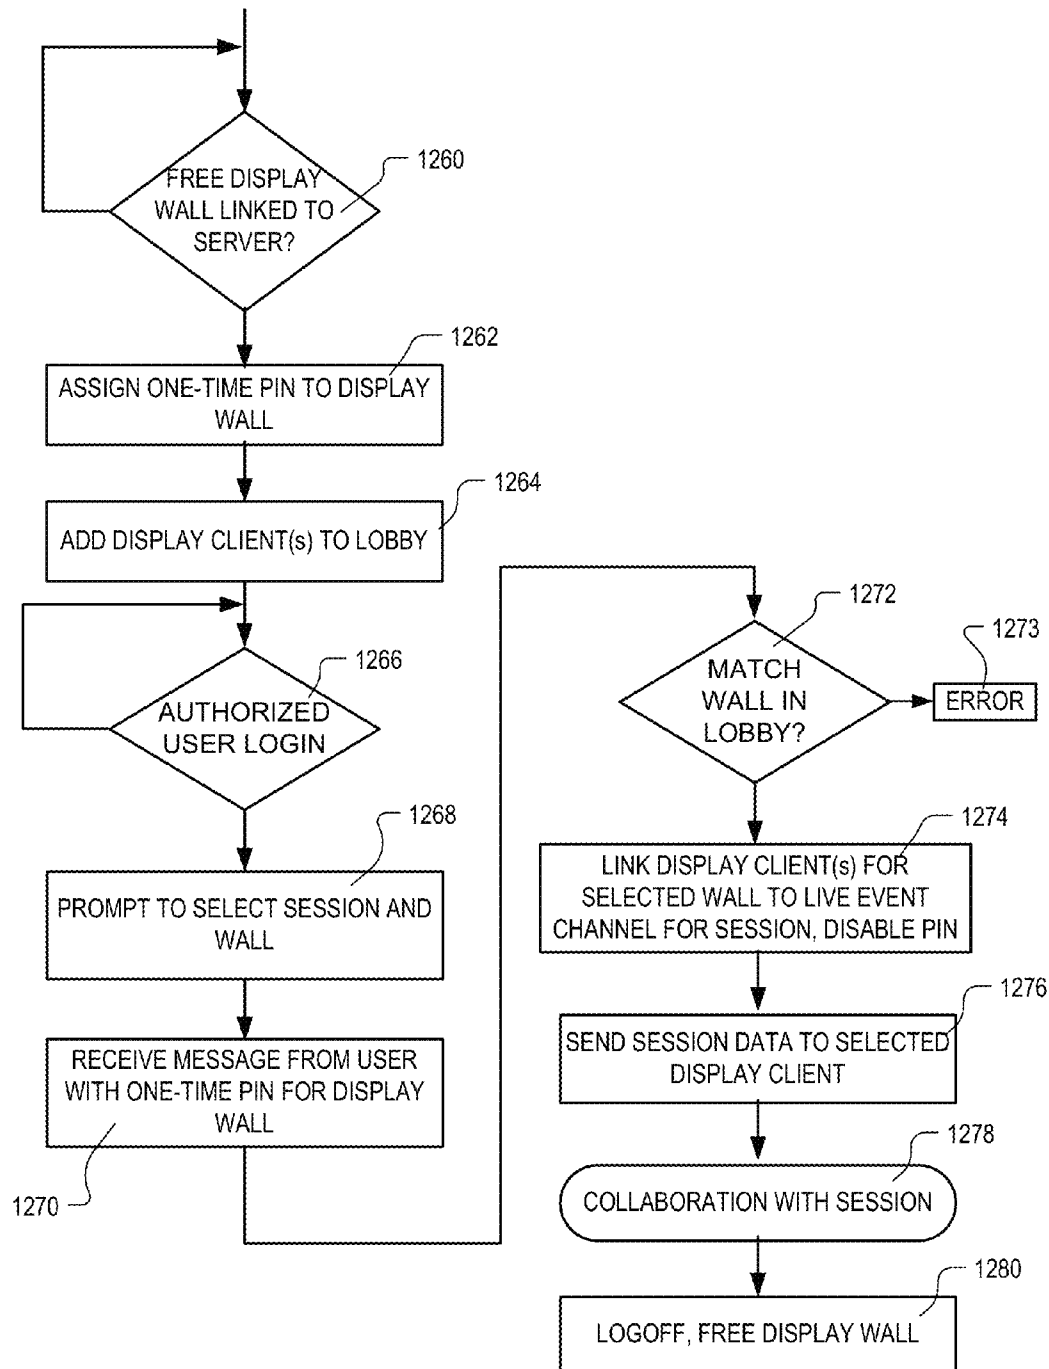 FREE DISPLAY
WALL LINKED TO
SERVER?
1260
1262
ASSIGN ONE-TIME PIN TO DISPLAY
WALL
1264
ADD DISPLAY CLIENT(s) TO LOBBY
1266
AUTHORIZED
USER LOGIN
1268
PROMPT TO SELECT SESSION AND
WALL
RECEIVE MESSAGE FROM USER
WITH ONE-TIME PIN FOR DISPLAY
WALL
1270
1272
MATCH
WALL IN
LOBBY?
1273
ERROR
1274
LINK DISPLAY CLIENT(s) FOR
SELECTED WALL TO LIVE EVENT
CHANNEL FOR SESSION, DISABLE PIN
1276
SEND SESSION DATA TO SELECTED
DISPLAY CLIENT
1278
COLLABORATION WITH SESSION
1280
LOGOFF, FREE DISPLAY WALL